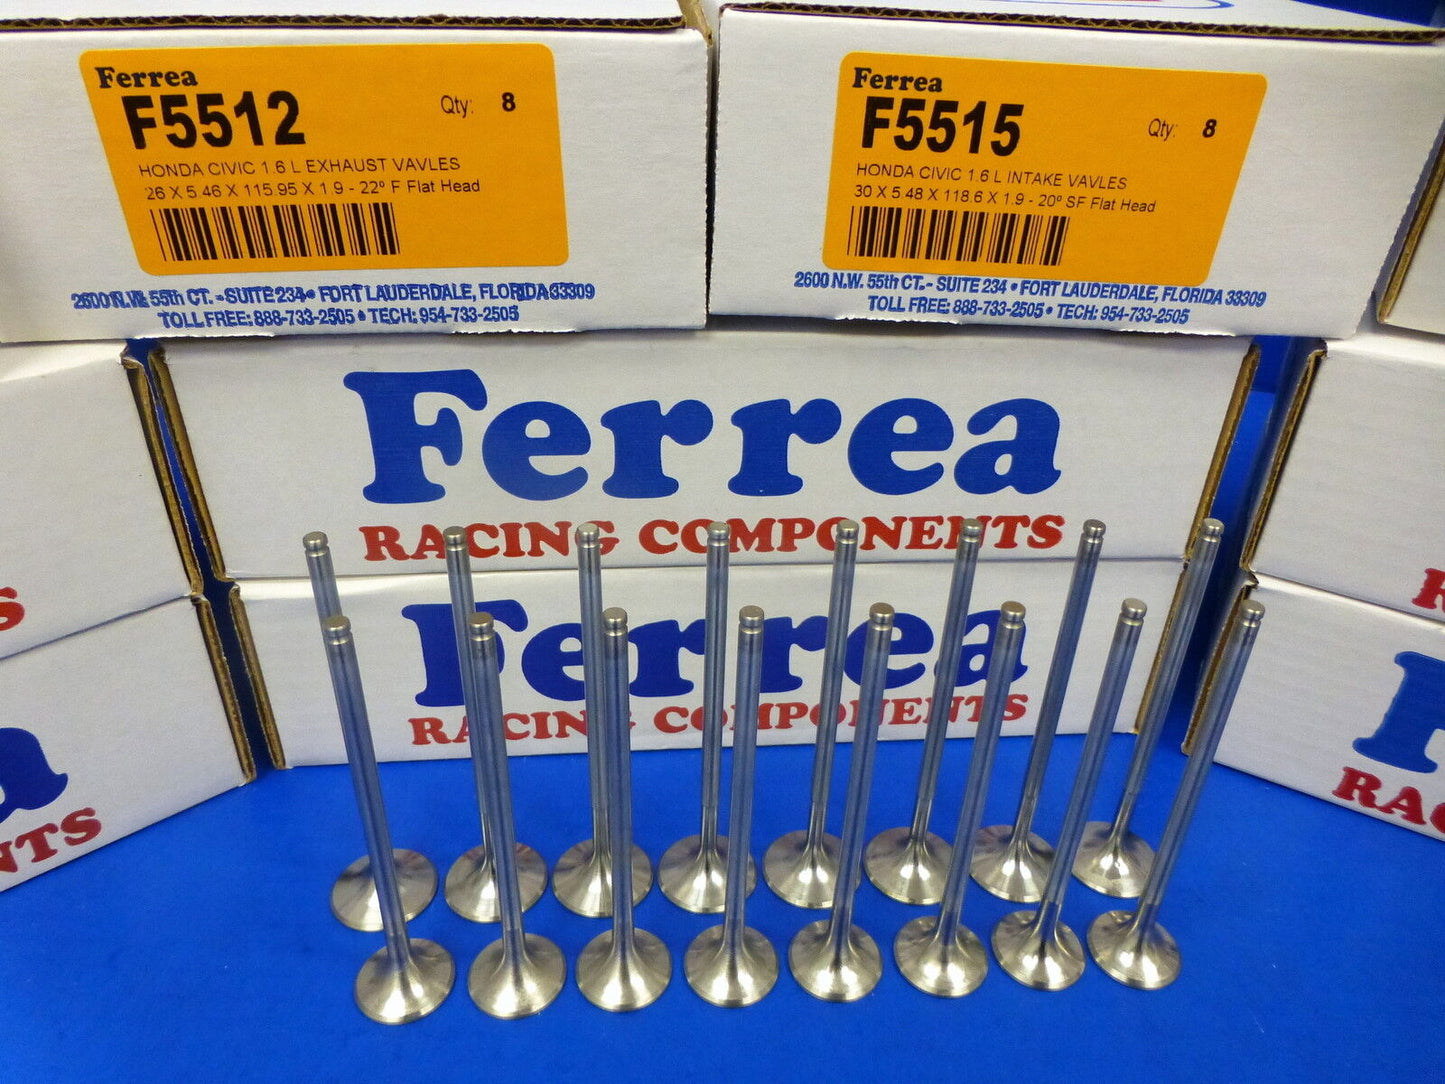 Ferrea
F5512
Qty: 8
HONDA CIVIC 1.6 L EXHAUST VAVLES
26 X 5.46 X 115.95 X 1.9 - 22º F Flat Head
2600 N.W. 55th CT. - SUITE 234 • FORT LAUDERDALE, FLORIDA 33309
TOLL FREE: 888-733-2505 • TECH: 954-733-2505
Ferrea
F5515
Qty: 8
HONDA CIVIC 1.6 L INTAKE VAVLES
30 X 5.48 X 118.6 X 1.9 - 20º SF Flat Head
2600 N.W. 55th CT. - SUITE 234 • FORT LAUDERDALE, FLORIDA 33309
TOLL FREE: 888-733-2505 • TECH: 954-733-2505
Ferrea
RACING COMPONENTS
Ferrea
RACING COMPONENTS
S
a
NTS
R
F
RAC